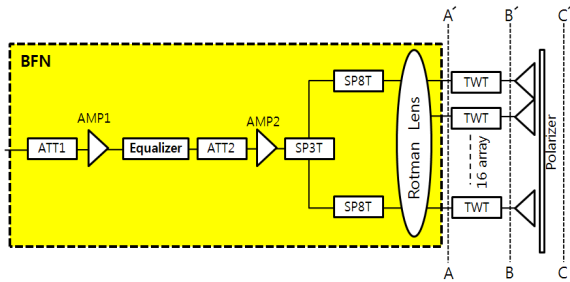 A´ B´ C´
BFN
SP8T
TWT
AMP1
AMP2
TWT
ATT1
Equalizer
ATT2
SP3T
Rotman Lens
16 array
Polarizer
SP8T
TWT
A B C